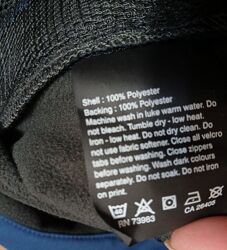 Shell : 100% Polyester
Backing : 100% Polyester
Machine wash in luke warm water. Do
not bleach. Tumble dry - low heat.
Iron - low heat. Do not dry clean. Do
not use fabric softener. Close zippers
tabs before washing. Close velcro
before washing. Wash dark colours
separately. Do not soak. Do not iron
on print.
RN 73983
CA 26405